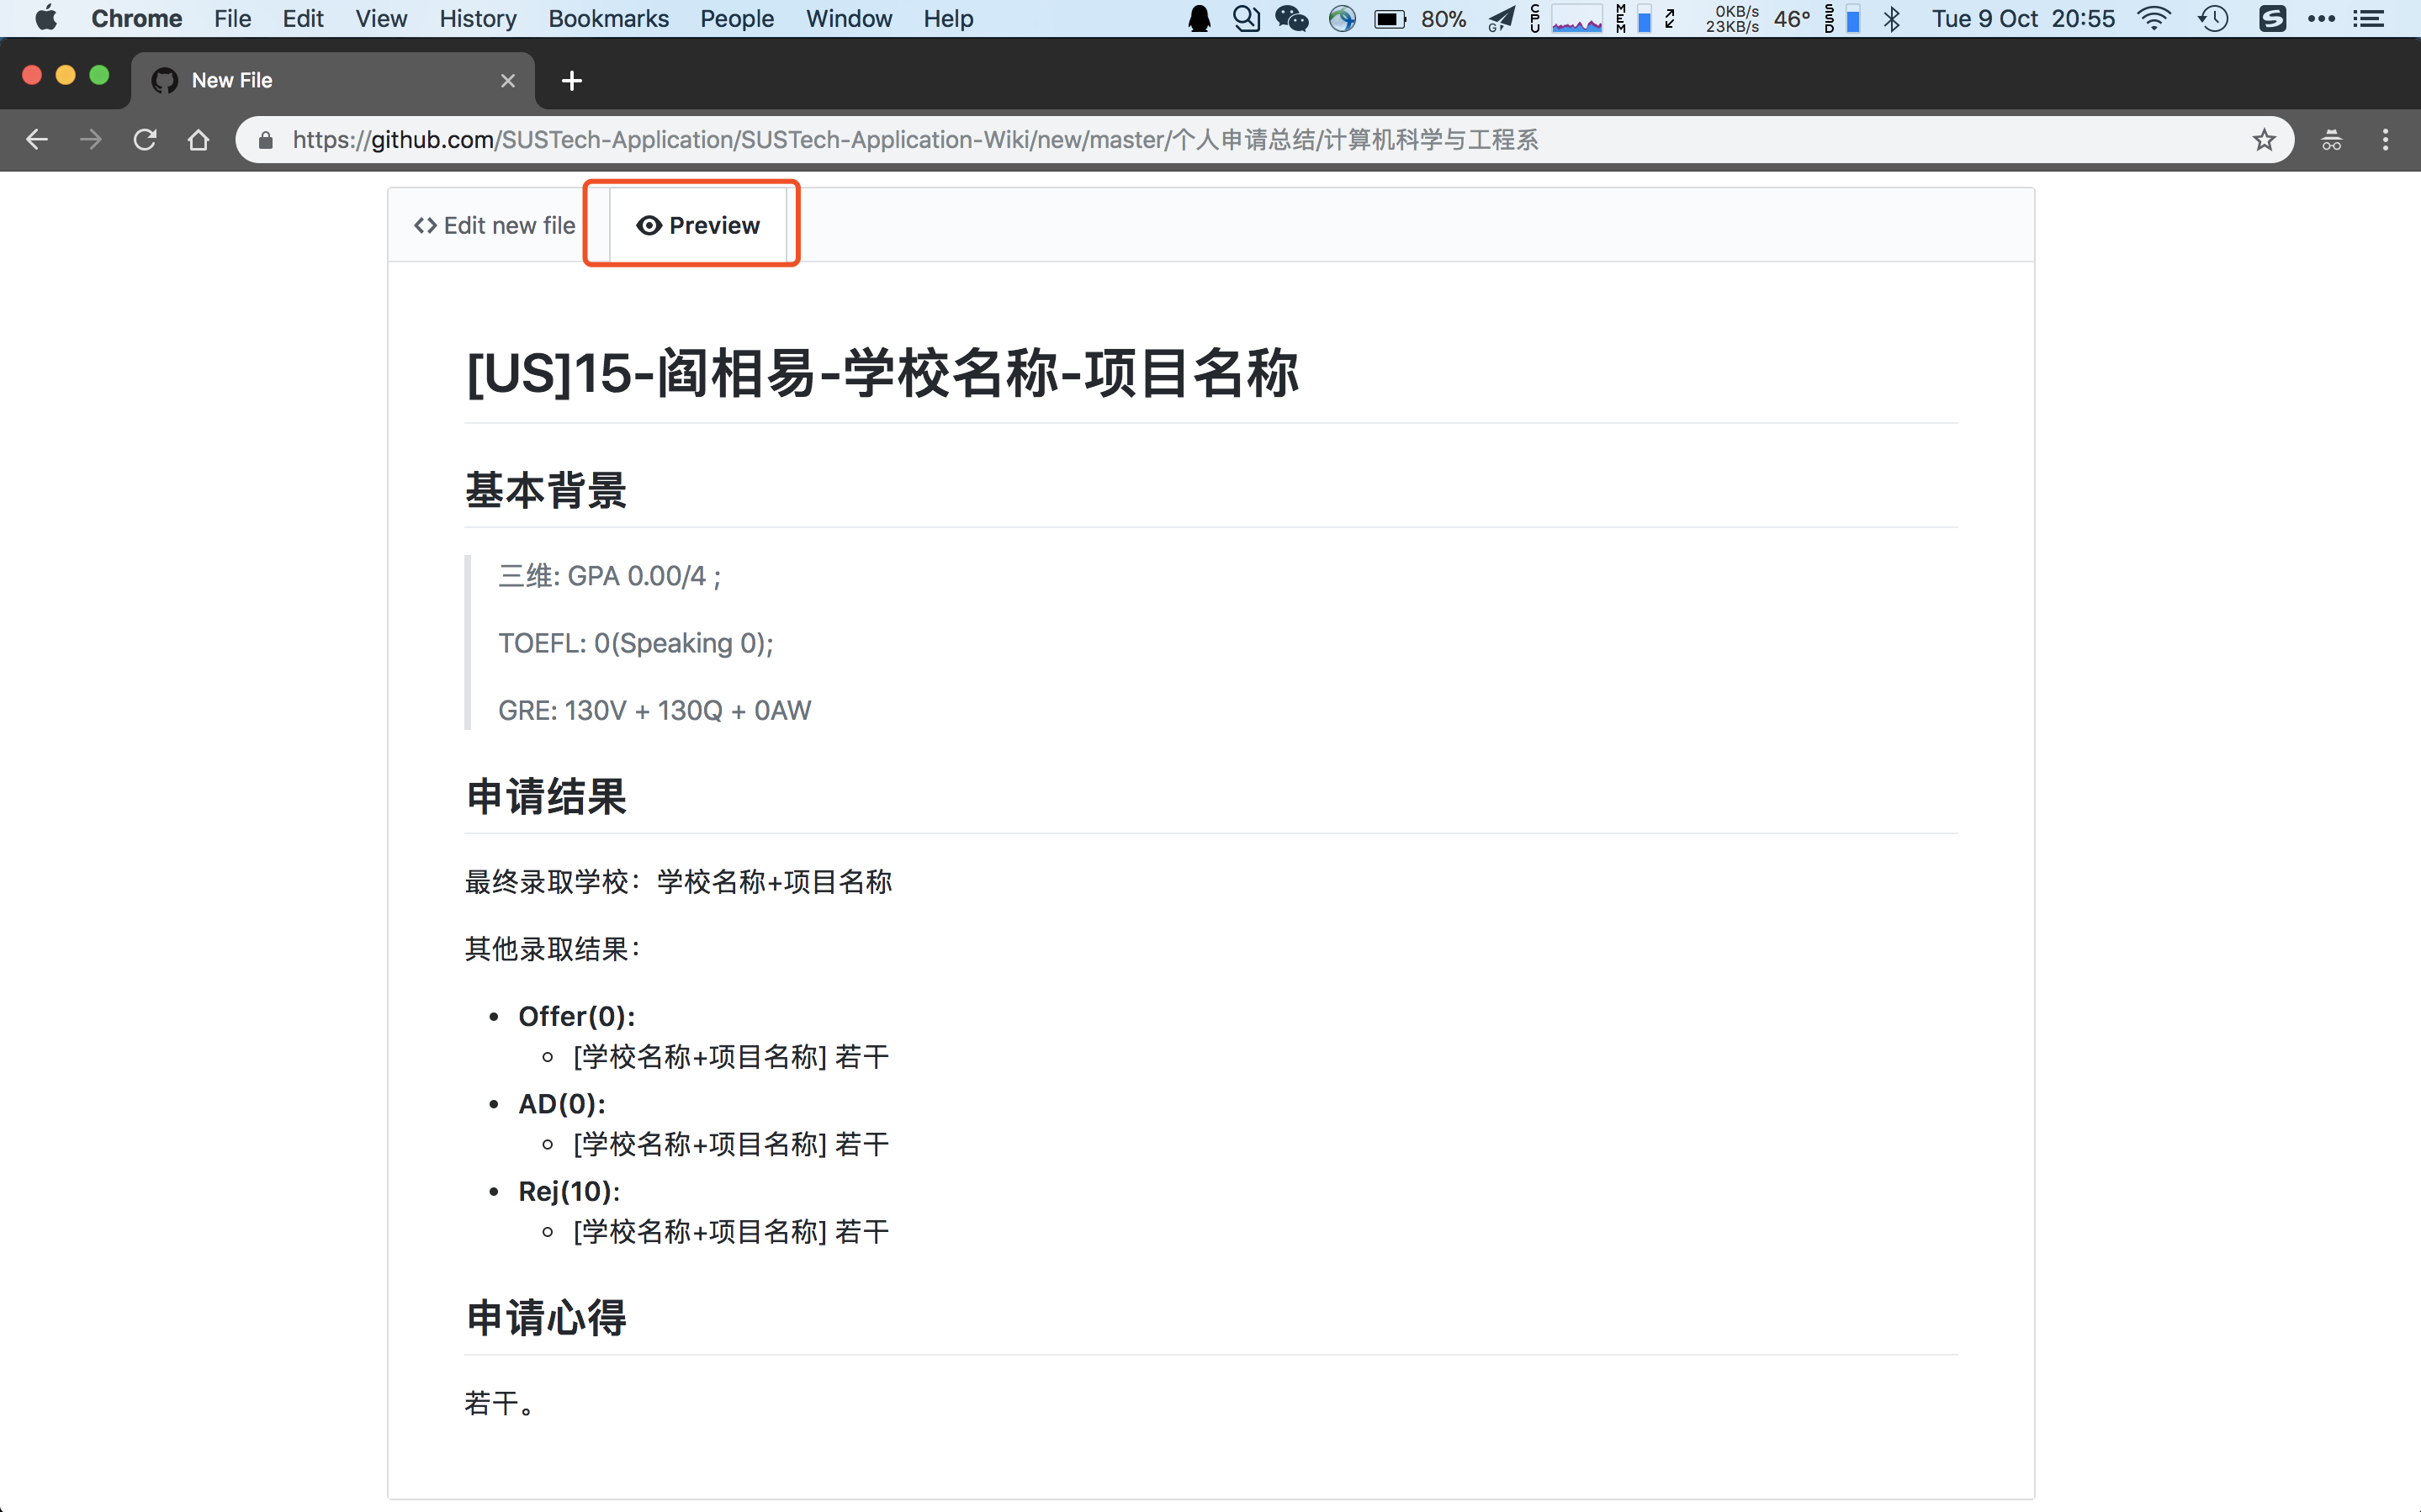 Chrome File Edit View History Bookmarks People Window Help 80% G CPU MEM 0KB/s 23KB/s 46° SSD Tue 9 Oct 20:55
New File
https://github.com/SUSTech-Application/SUSTech-Application-Wiki/new/master/个人申请总结/计算机科学与工程系
Edit new file Preview
[US]15-阎相易-学校名称-项目名称
基本背景
三维: GPA 0.00/4 ;
TOEFL: 0(Speaking 0);
GRE: 130V + 130Q + 0AW
申请结果
最终录取学校：学校名称+项目名称
其他录取结果：
Offer(0):
[学校名称+项目名称] 若干
AD(0):
[学校名称+项目名称] 若干
Rej(10):
[学校名称+项目名称] 若干
申请心得
若干。